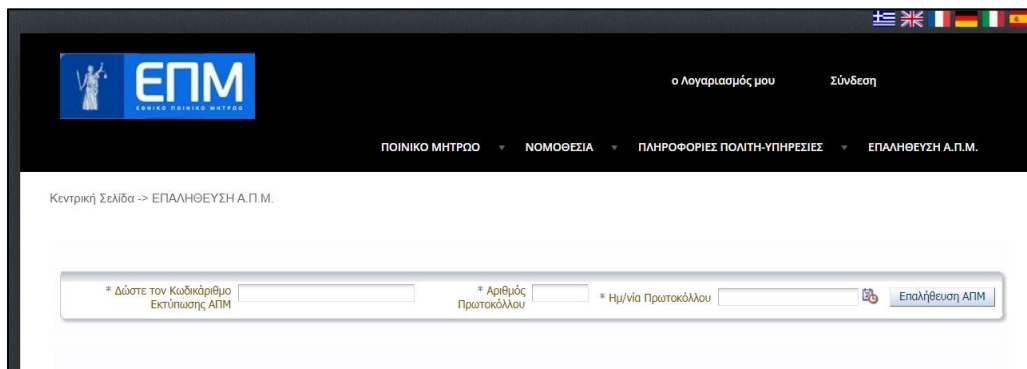 ΕΠΜ
ΕΘΝΙΚΟ ΠΟΙΝΙΚΟ ΜΗΤΡΩΟ
ο Λογαριασμός μου Σύνδεση
ΠΟΙΝΙΚΟ ΜΗΤΡΩΟ ΝΟΜΟΘΕΣΙΑ ΠΛΗΡΟΦΟΡΙΕΣ ΠΟΛΙΤΗ-ΥΠΗΡΕΣΙΕΣ ΕΠΑΛΗΘΕΥΣΗ Α.Π.Μ.
Κεντρική Σελίδα -> ΕΠΑΛΗΘΕΥΣΗ Α.Π.Μ.
* Δώστε τον Κωδικάριθμο
Εκτύπωσης ΑΠΜ
* Αριθμός
Πρωτοκόλλου
* Ημ/νία Πρωτοκόλλου
Επαλήθευση ΑΠΜ